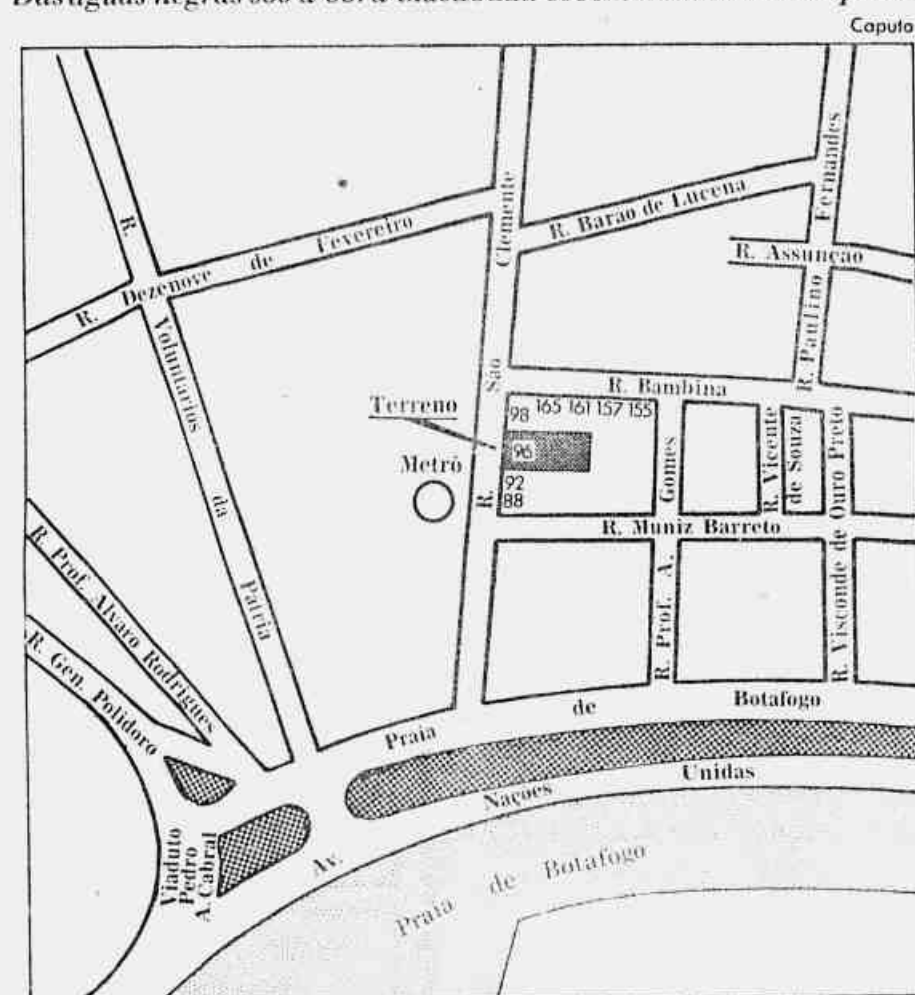 Caputo
R. Voluntarios da Patria
R. Dezenove de Fevereiro
R. São Clemente
R. Barao de Lucena
R. Paulino Fernandes
R. Assunçao
R. Bambina
Terreno
98 165 161 157 155
96
92
88
Metrô
R. Prof. A. Gomes
R. Vicente de Souza
R. Visconde de Ouro Preto
R. Muniz Barreto
R. Prof. Alvaro Rodrigues
R. Gen. Polidoro
Praia de Botafogo
Av. Naçoes Unidas
Viaduto
Pedro
A. Cabral
Praia de Botafogo